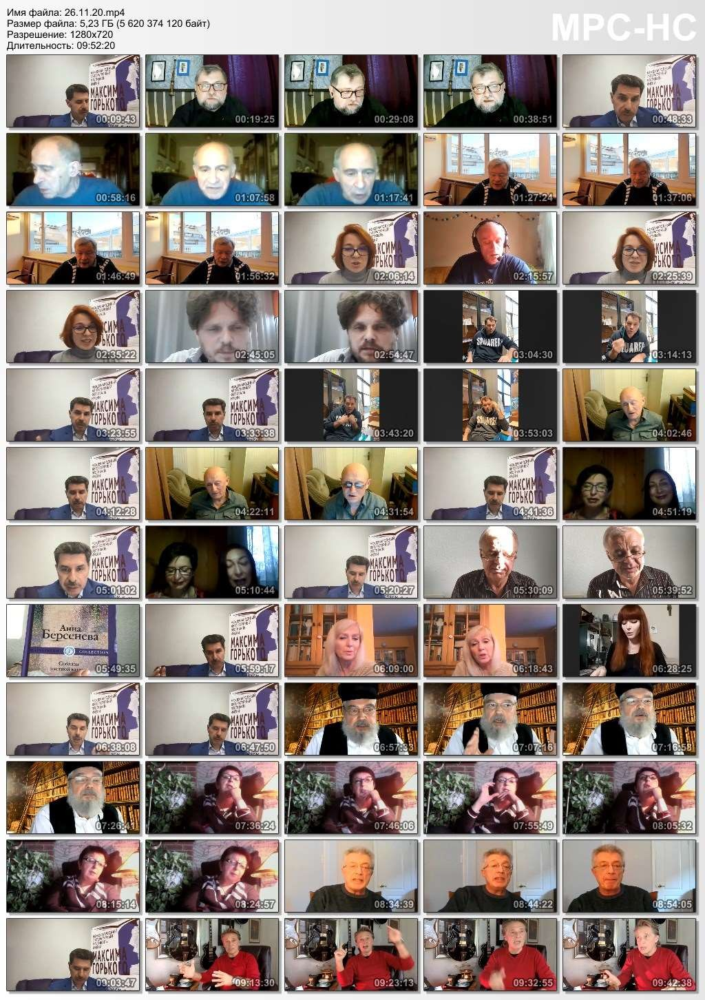 Имя файла: 26.11.20.mp4
MPC-HC
Размер файла: 5,23 ГБ (5 620 374 120 байт)
Разрешение: 1280x720
Длительность: 09:52:20
МЕЖДУНАРОДНЫЙ
ЛИТЕРАТУРНЫЙ
ФЕСТИВАЛЬ
ИМЕНИ
МАКСИМА
ГОРЬКОГО
00:09:43 00:19:25 00:29:08 00:38:51 00:48:33
00:58:16 01:07:58 01:17:41 01:27:24 01:37:06
01:46:49 01:56:32 02:06:14 02:15:57 02:25:39
02:35:22 02:45:05 02:54:47 03:04:30 03:14:13
03:23:55 03:33:38 03:43:20 03:53:03 04:02:46
04:12:28 04:22:11 04:31:54 04:41:36 04:51:19
05:01:02 05:10:44 05:20:27 05:30:09 05:39:52
Анна
Берсенева
COLLECTION
05:49:35 05:59:17 06:09:00 06:18:43 06:28:25
06:38:08 06:47:50 06:57:33 07:07:16 07:16:58
07:26:41 07:36:24 07:46:06 07:55:49 08:05:32
08:15:14 08:24:57 08:34:39 08:44:22 08:54:05
09:03:47 09:13:30 09:23:13 09:32:55 09:42:38